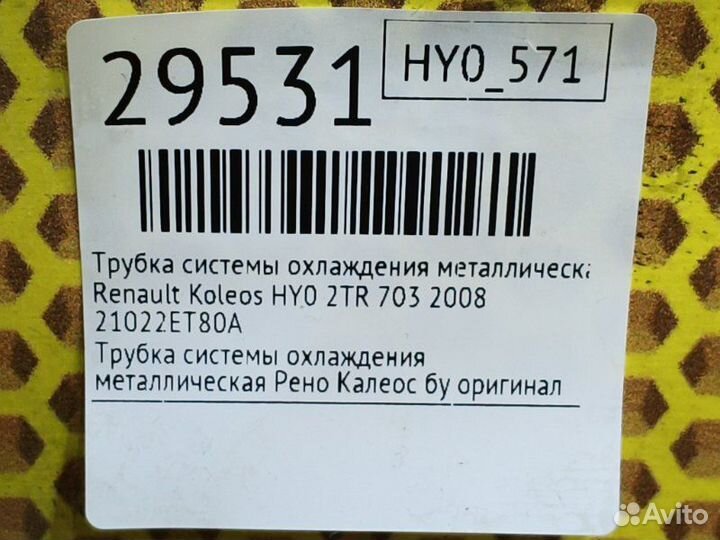 29531
HY0_571
Трубка системы охлаждения металлическа
Renault Koleos HY0 2TR 703 2008
21022ET80A
Трубка системы охлаждения
металлическая Рено Калеос бу оригинал
Avito